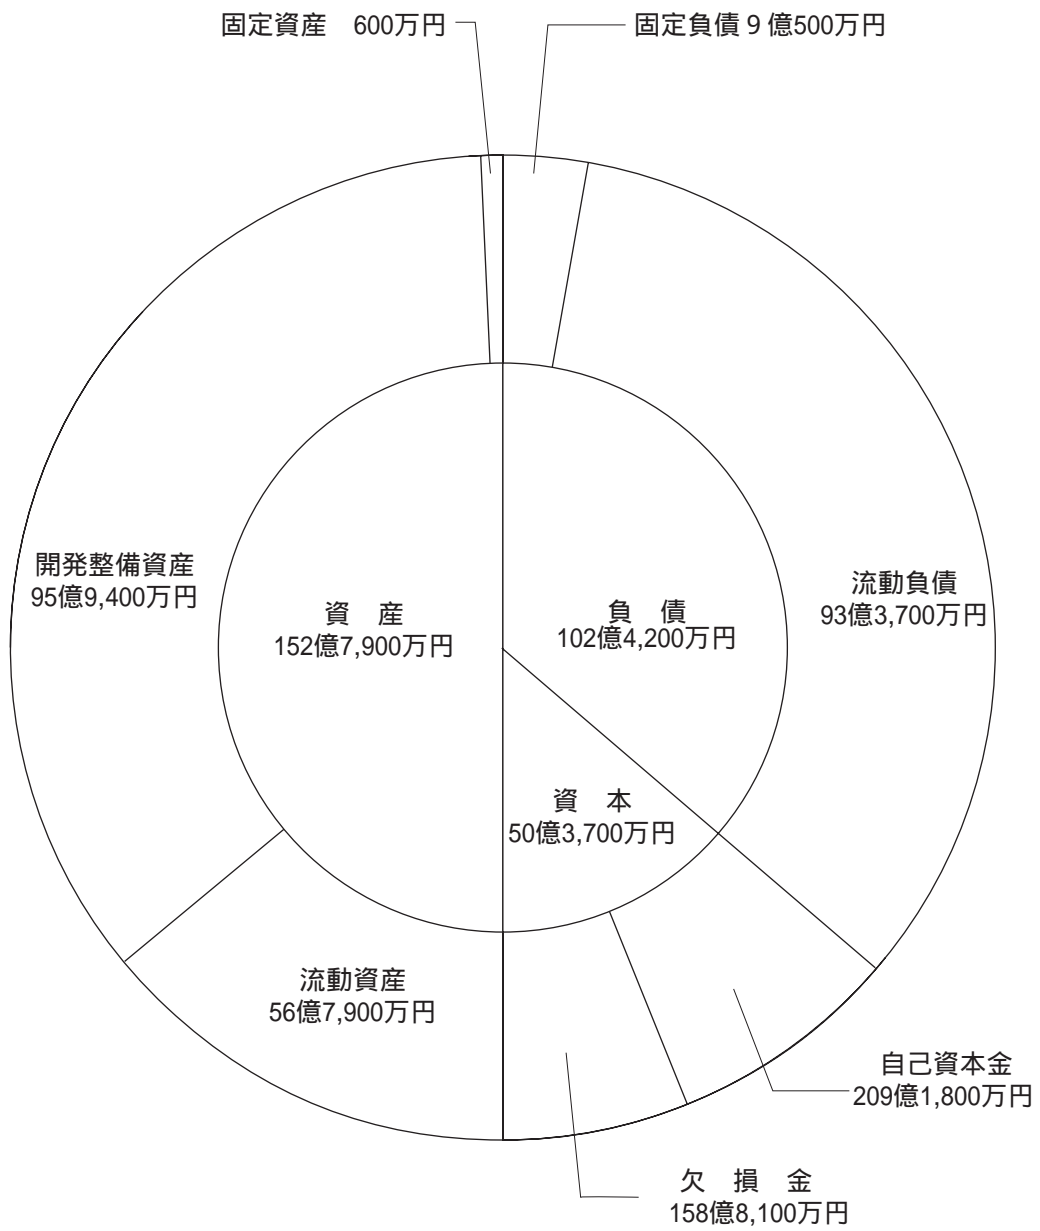 固定資産　600万円
固定負債９億500万円
開発整備資産
95億9,400万円
資　産
152億7,900万円
負　債
102億4,200万円
流動負債
93億3,700万円
資　本
50億3,700万円
流動資産
56億7,900万円
自己資本金
209億1,800万円
欠　損　金
158億8,100万円